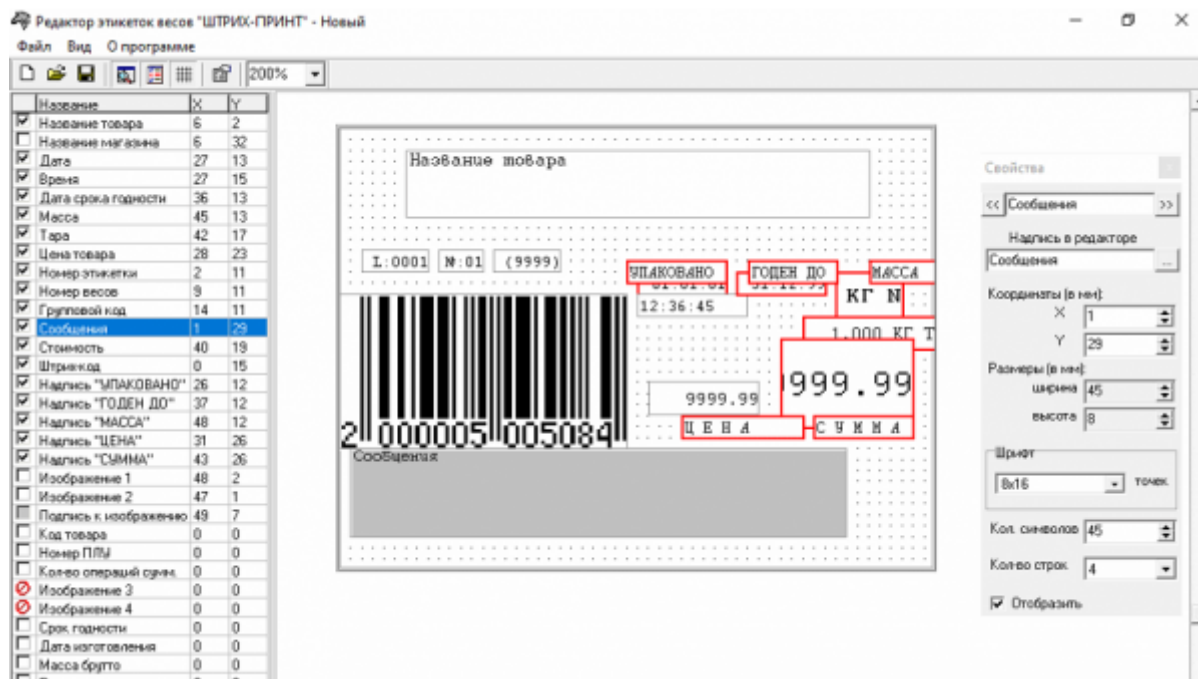 Редактор этикеток весов "ШТРИХ-ПРИНТ" - Новый
Файл Вид О программе
200%
Название X Y
Название товара 6 2
Название магазина 6 32
Дата 27 13
Время 27 15
Дата срока годности 36 13
Масса 45 13
Тара 42 17
Цена товара 28 23
Номер этикетки 2 11
Номер весов 9 11
Групповой код 14 11
Сообщения 1 29
Стоимость 40 19
Штрих-код 0 15
Надпись "УПАКОВАНО" 26 12
Надпись "ГОДЕН ДО" 37 12
Надпись "МАССА" 48 12
Надпись "ЦЕНА" 31 26
Надпись "СУММА" 43 26
Изображение 1 48 2
Изображение 2 47 1
Подпись к изображению 49 7
Код товара 0 0
Номер ПЛУ 0 0
Кол-во операций сумм. 0 0
Изображение 3 0 0
Изображение 4 0 0
Срок годности 0 0
Дата изготовления 0 0
Масса брутто 0 0
Название товара
L:0001 №:01 (9999)
УПАКОВАНО ГОДЕН ДО МАССА
12:36:45 КГ N
1.000 КГ Т
9999.99 9999.99
ЦЕНА СУММА
2 000005 005084
Сообщения
Свойства
<< Сообщения >>
Надпись в редакторе
Сообщения ...
Координаты (в мм):
X 1
Y 29
Размеры (в мм):
ширина 45
высота 8
Шрифт
8x16 точек
Кол. символов 45
Кол-во строк 4
Отобразить